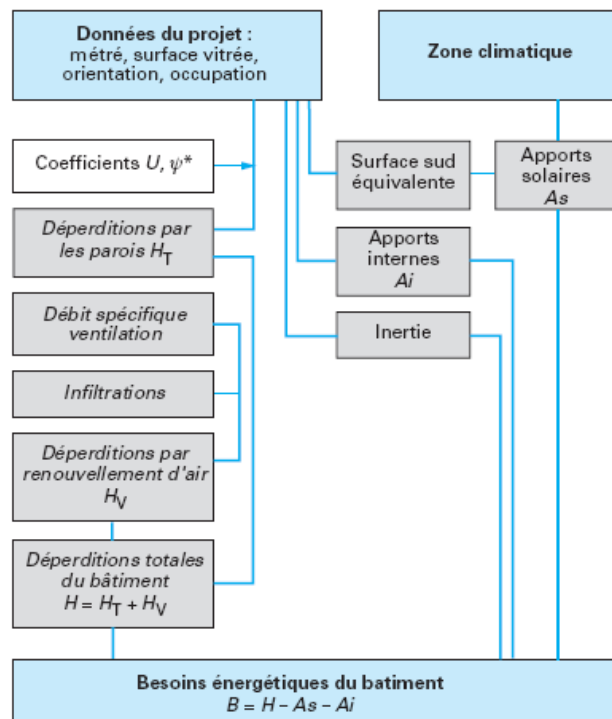 Données du projet :
métré, surface vitrée,
orientation, occupation
Zone climatique
Coefficients U, ψ*
Surface sud
équivalente
Apports
solaires
As
Déperditions par
les parois HT
Apports
internes
Ai
Débit spécifique
ventilation
Inertie
Infiltrations
Déperditions par
renouvellement d'air
HV
Déperditions totales
du bâtiment
H = HT + HV
Besoins énergétiques du batiment
B = H – As – Ai